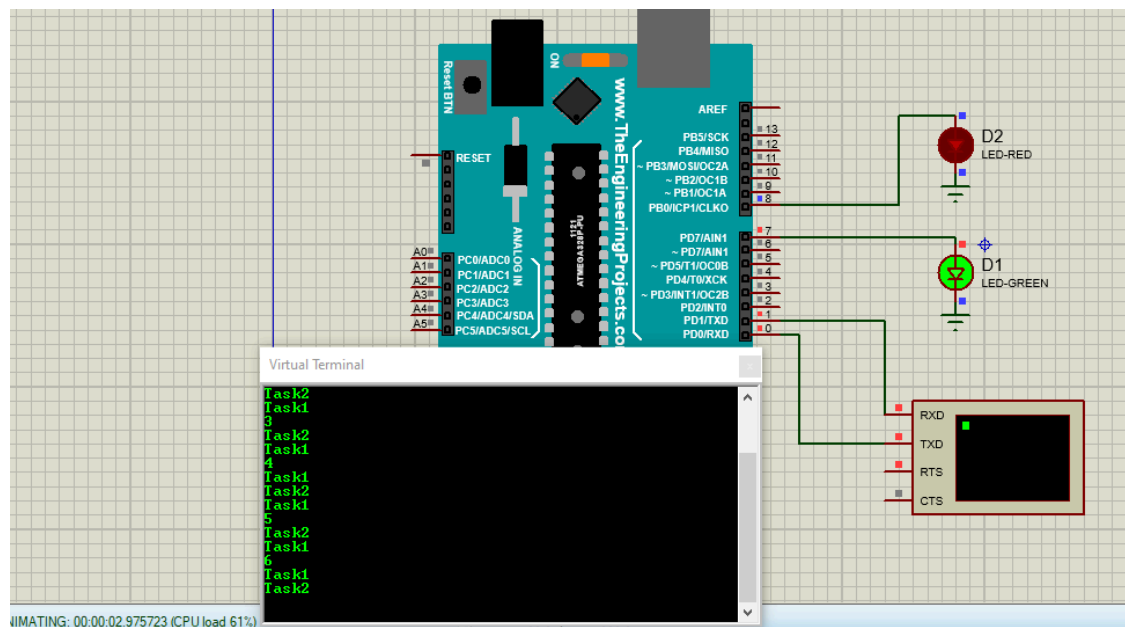 Reset BTN
ON
www.TheEngineeringProjects.co
RESET
ANALOG IN
1121
ATMEGA328P-PU
AREF
PB5/SCK 13
PB4/MISO 12
~ PB3/MOSI/OC2A 11
~ PB2/OC1B 10
~ PB1/OC1A 9
PB0/ICP1/CLKO 8
PD7/AIN1 7
~ PD7/AIN1 6
~ PD5/T1/OC0B 5
PD4/T0/XCK 4
~ PD3/INT1/OC2B 3
PD2/INT0 2
PD1/TXD 1
PD0/RXD 0
A0 PC0/ADC0
A1 PC1/ADC1
A2 PC2/ADC2
A3 PC3/ADC3
A4 PC4/ADC4/SDA
A5 PC5/ADC5/SCL
D2
LED-RED
D1
LED-GREEN
RXD
TXD
RTS
CTS
Virtual Terminal
Task2
Task1
3
Task2
Task1
4
Task1
Task2
Task1
5
Task2
Task1
6
Task1
Task2
NIMATING: 00:00:02.975723 (CPU load 61%)